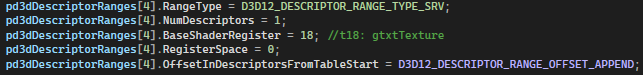 pd3dDescriptorRanges[4].RangeType = D3D12_DESCRIPTOR_RANGE_TYPE_SRV;
pd3dDescriptorRanges[4].NumDescriptors = 1;
pd3dDescriptorRanges[4].BaseShaderRegister = 18; //t18: gtxtTexture
pd3dDescriptorRanges[4].RegisterSpace = 0;
pd3dDescriptorRanges[4].OffsetInDescriptorsFromTableStart = D3D12_DESCRIPTOR_RANGE_OFFSET_APPEND;